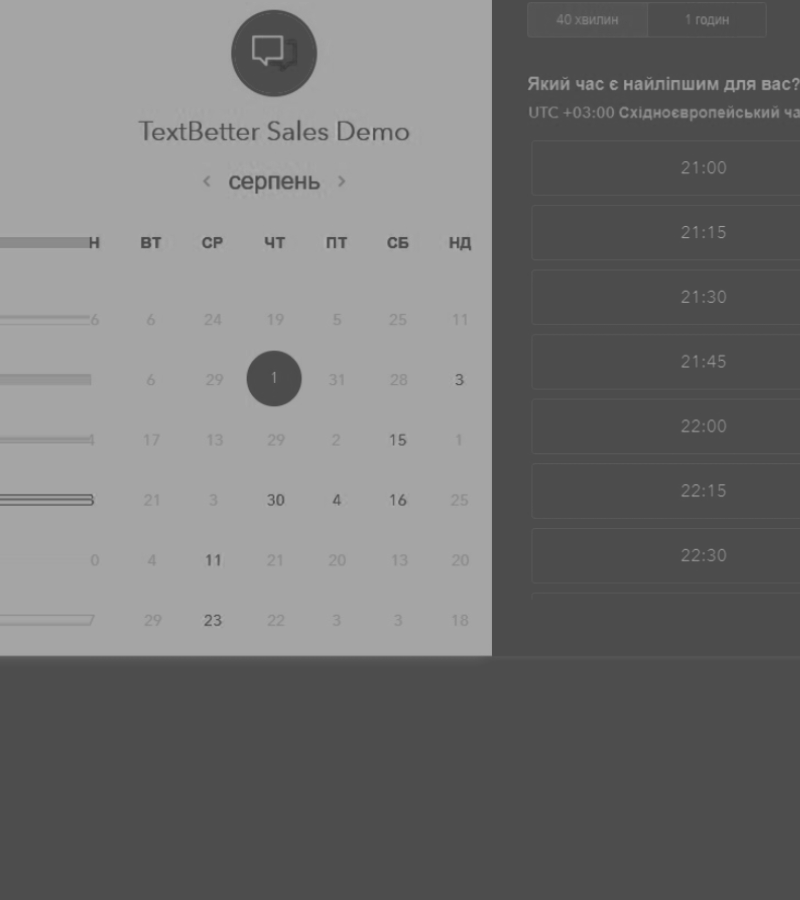 TextBetter Sales Demo
серпень
Н ВТ СР ЧТ ПТ СБ НД
6 6 24 19 5 25 11
6 29 1 31 28 3
17 13 29 2 15 1
21 3 30 4 16 25
0 4 11 21 20 13 20
29 23 22 3 3 18
40 хвилин 1 годин
Який час є найліпшим для вас?
UTC +03:00 Східноєвропейський ча
21:00
21:15
21:30
21:45
22:00
22:15
22:30